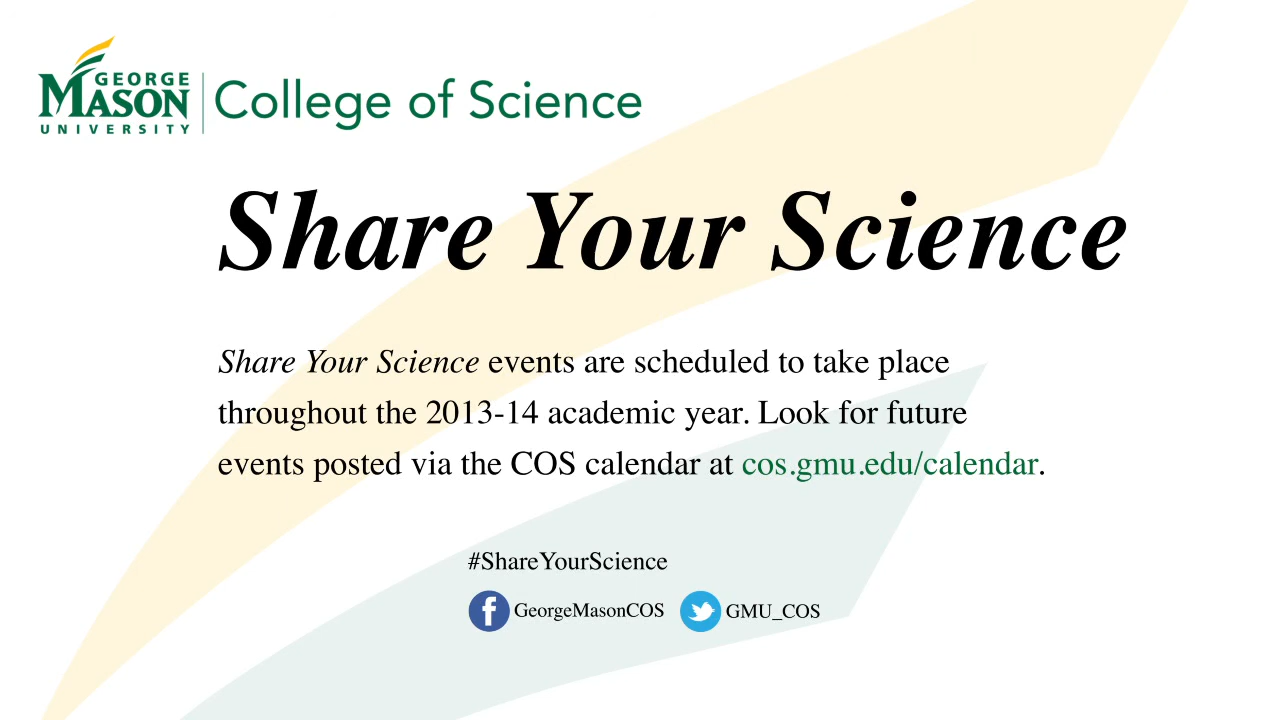 GEORGE
MASON
UNIVERSITY
College of Science
Share Your Science
Share Your Science events are scheduled to take place
throughout the 2013-14 academic year. Look for future
events posted via the COS calendar at cos.gmu.edu/calendar.
#ShareYourScience
GeorgeMasonCOS GMU_COS